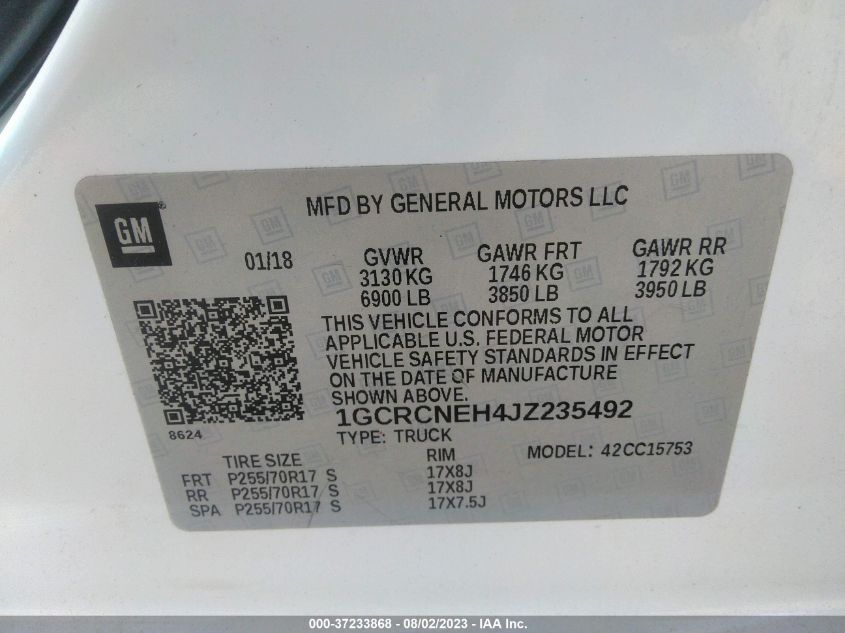 GM ®
MFD BY GENERAL MOTORS LLC
01/18
GVWR
3130 KG
6900 LB
GAWR FRT
1746 KG
3850 LB
GAWR RR
1792 KG
3950 LB
THIS VEHICLE CONFORMS TO ALL
APPLICABLE U.S. FEDERAL MOTOR
VEHICLE SAFETY STANDARDS IN EFFECT
ON THE DATE OF MANUFACTURE
SHOWN ABOVE.
8624
1GCRCNEH4JZ235492
TYPE: TRUCK
MODEL: 42CC15753
TIRE SIZE RIM
FRT P255/70R17 S 17X8J
RR P255/70R17 S 17X8J
SPA P255/70R17 S 17X7.5J
000-37233868 - 08/02/2023 - © IAA Inc.